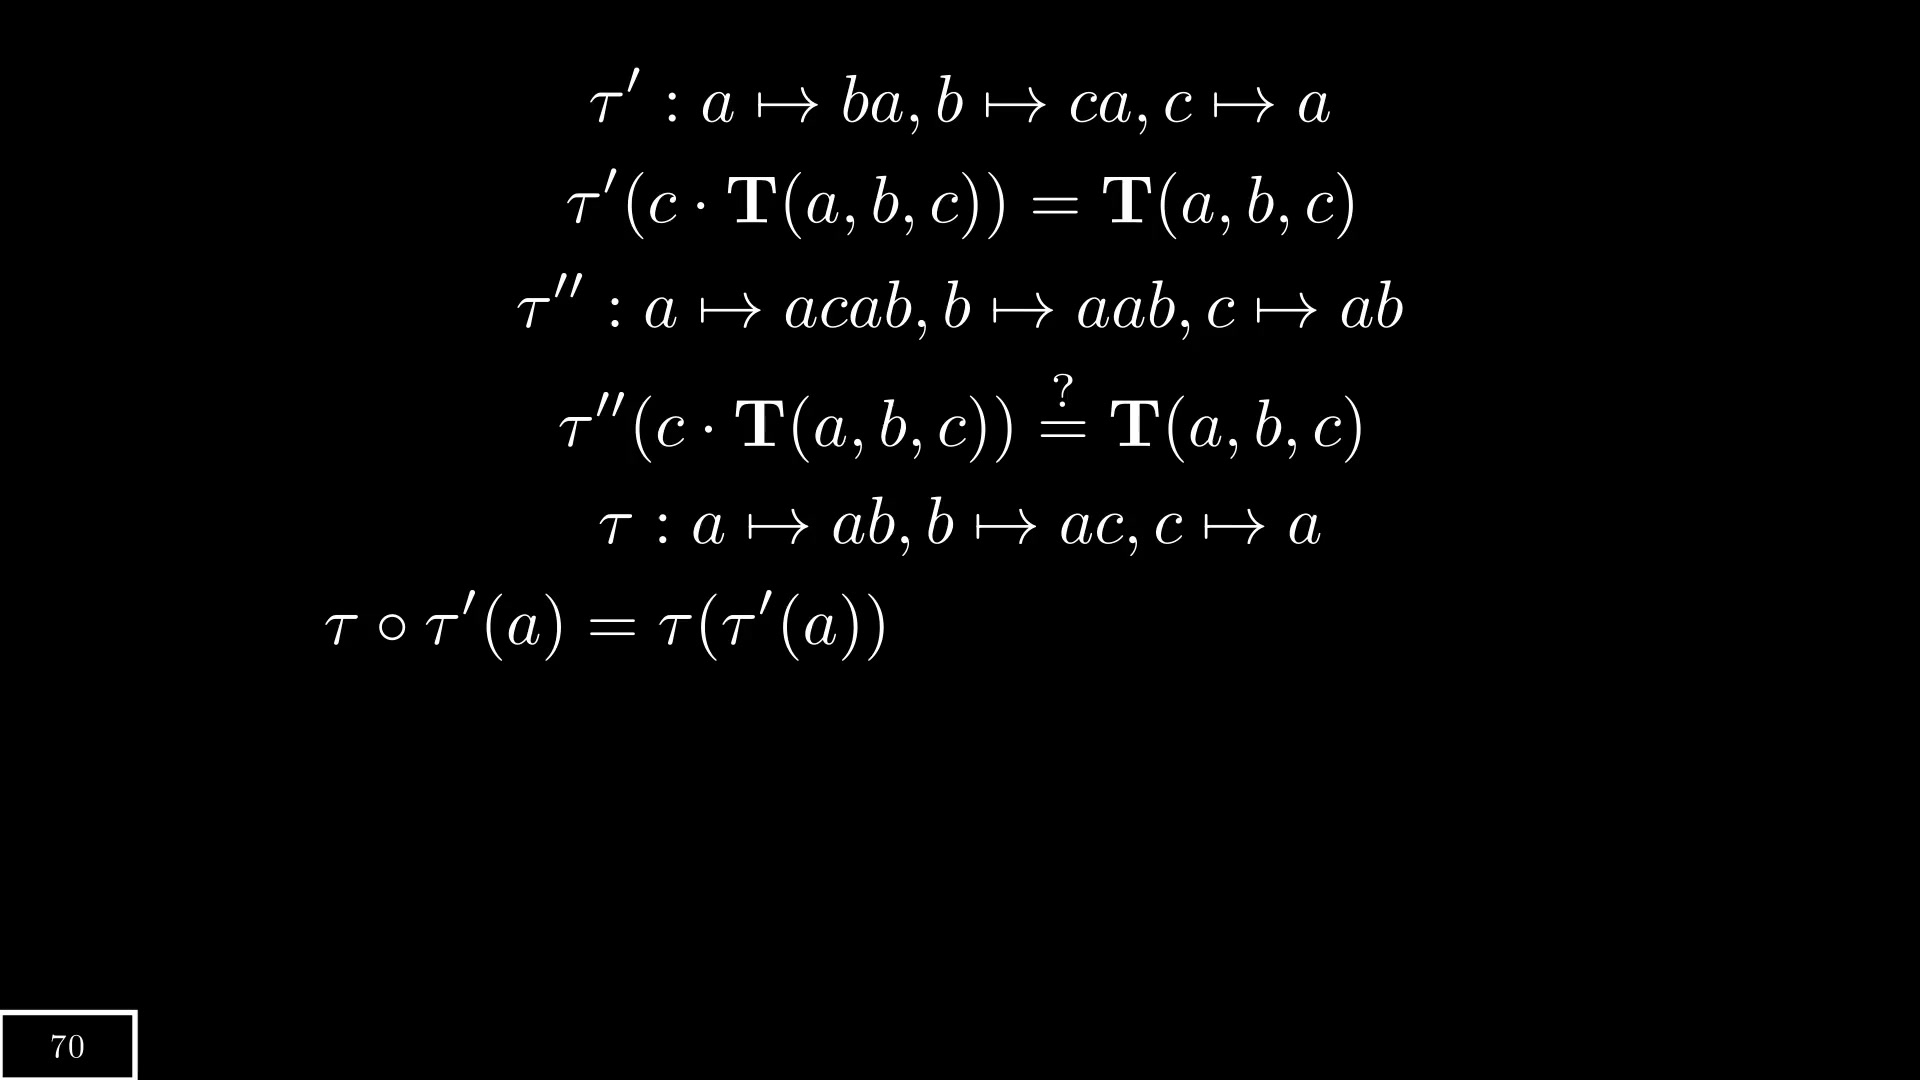 τ′ : a ↦ ba, b ↦ ca, c ↦ a
τ′(c · T(a, b, c)) = T(a, b, c)
τ″ : a ↦ acab, b ↦ aab, c ↦ ab
τ″(c · T(a, b, c)) ≟ T(a, b, c)
τ : a ↦ ab, b ↦ ac, c ↦ a
τ ∘ τ′(a) = τ(τ′(a))
70